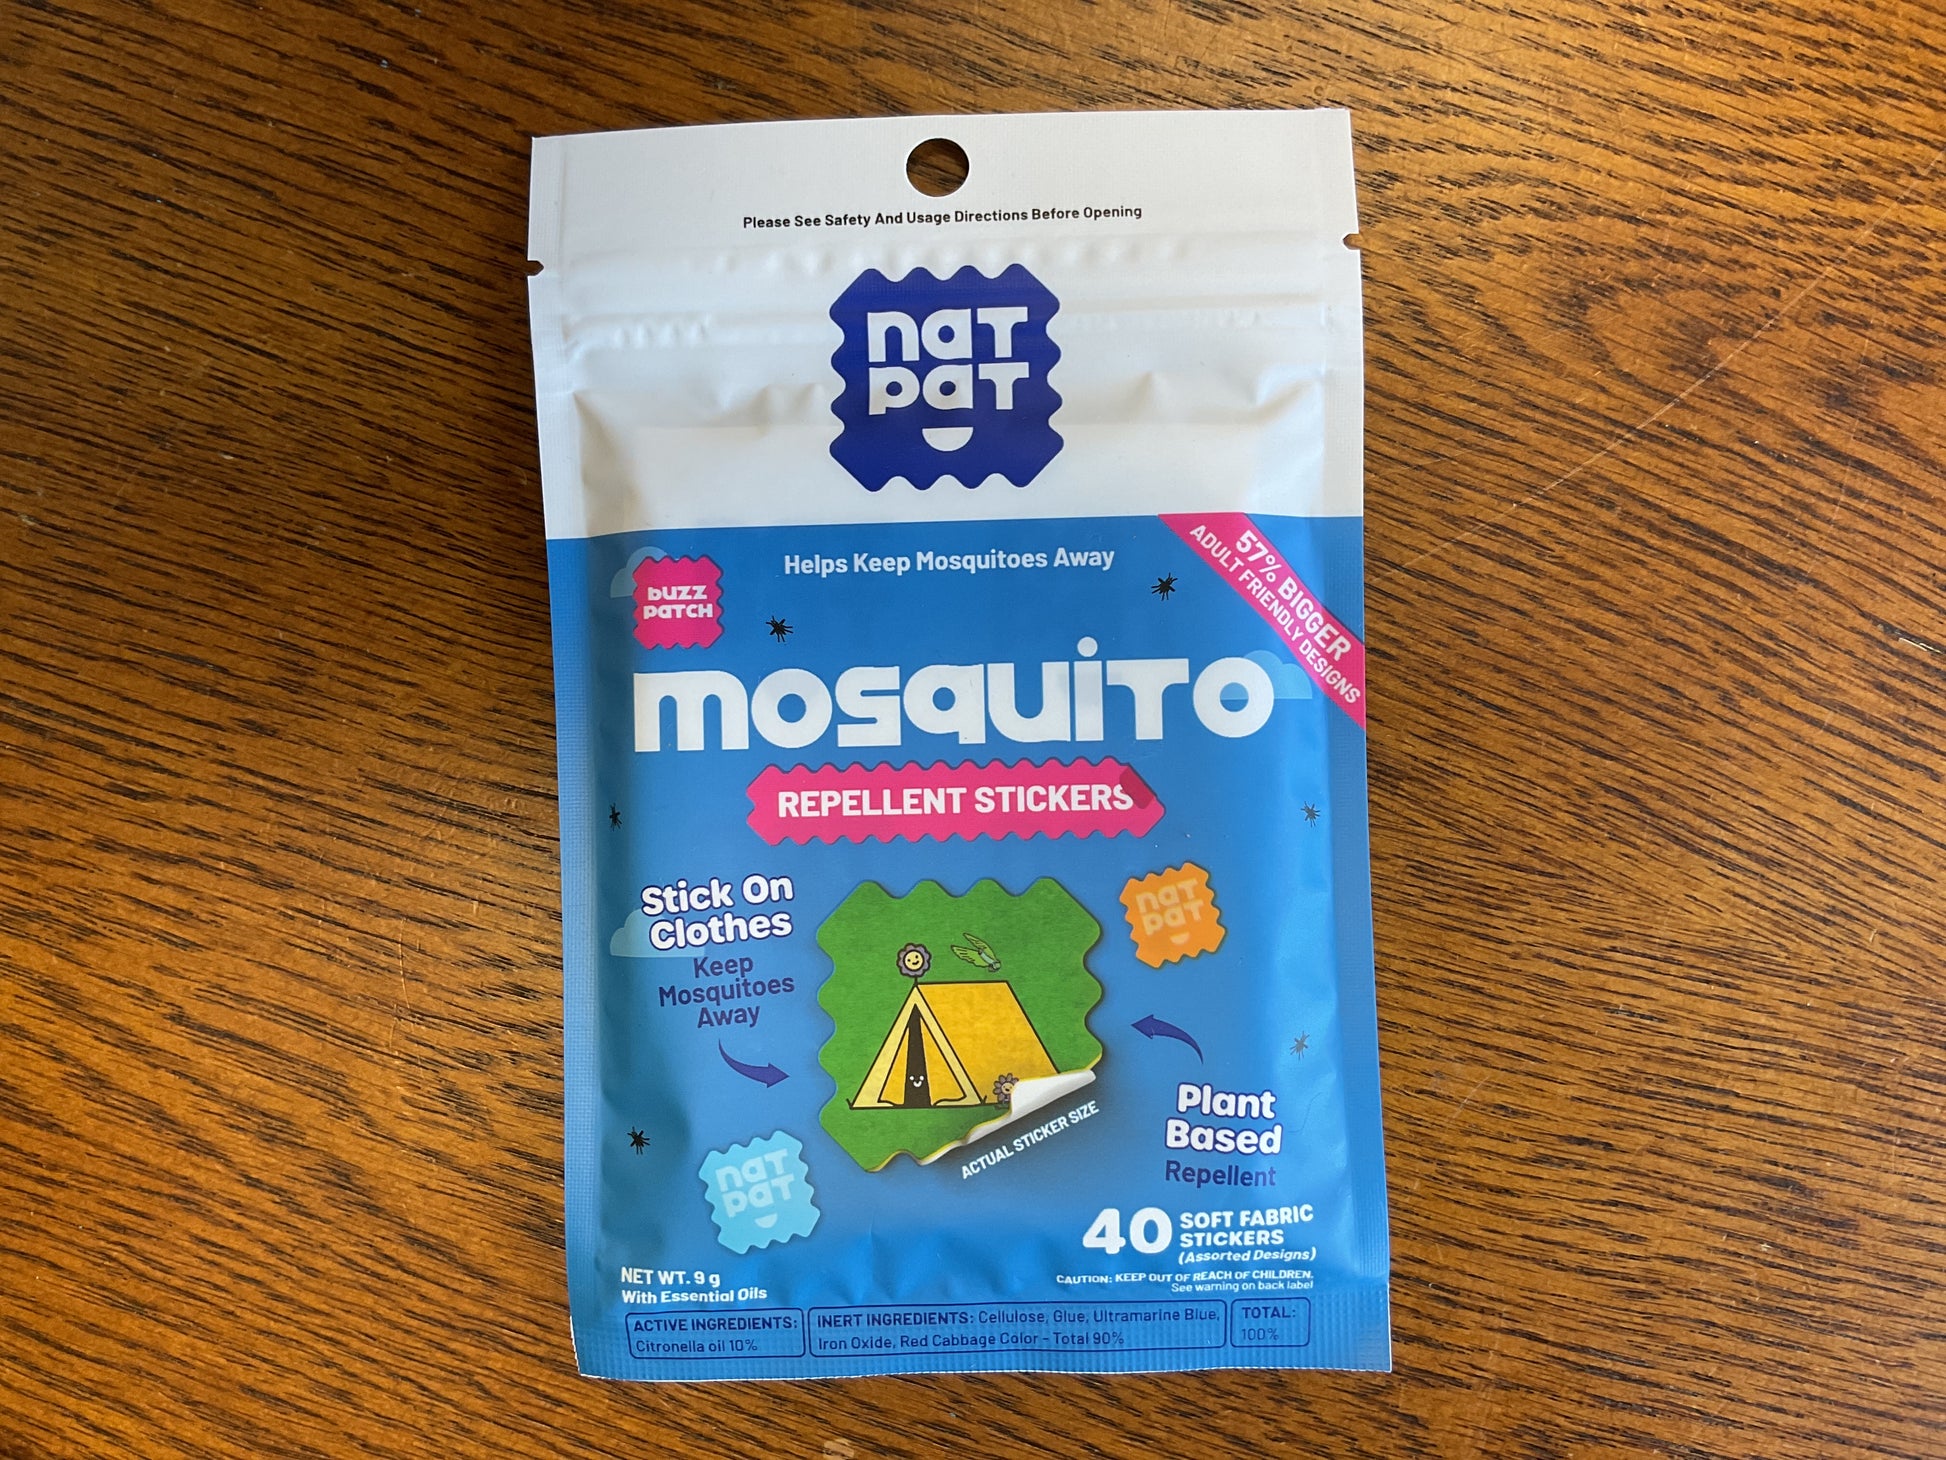 Please See Safety And Usage Directions Before Opening
naT
paT
Helps Keep Mosquitoes Away
57% BIGGER
ADULT FRIENDLY DESIGNS
buzz
paTCH
mosquiTo
REPELLENT STICKERS
Stick On
Clothes
Keep
Mosquitoes
Away
naT
paT
Plant
Based
Repellent
ACTUAL STICKER SIZE
naT
paT
40 SOFT FABRIC
STICKERS
(Assorted Designs)
NET WT. 9 g
With Essential Oils
CAUTION: KEEP OUT OF REACH OF CHILDREN.
See warning on back label
ACTIVE INGREDIENTS:
Citronella oil 10%
INERT INGREDIENTS: Cellulose, Glue, Ultramarine Blue,
Iron Oxide, Red Cabbage Color - Total 90%
TOTAL:
100%